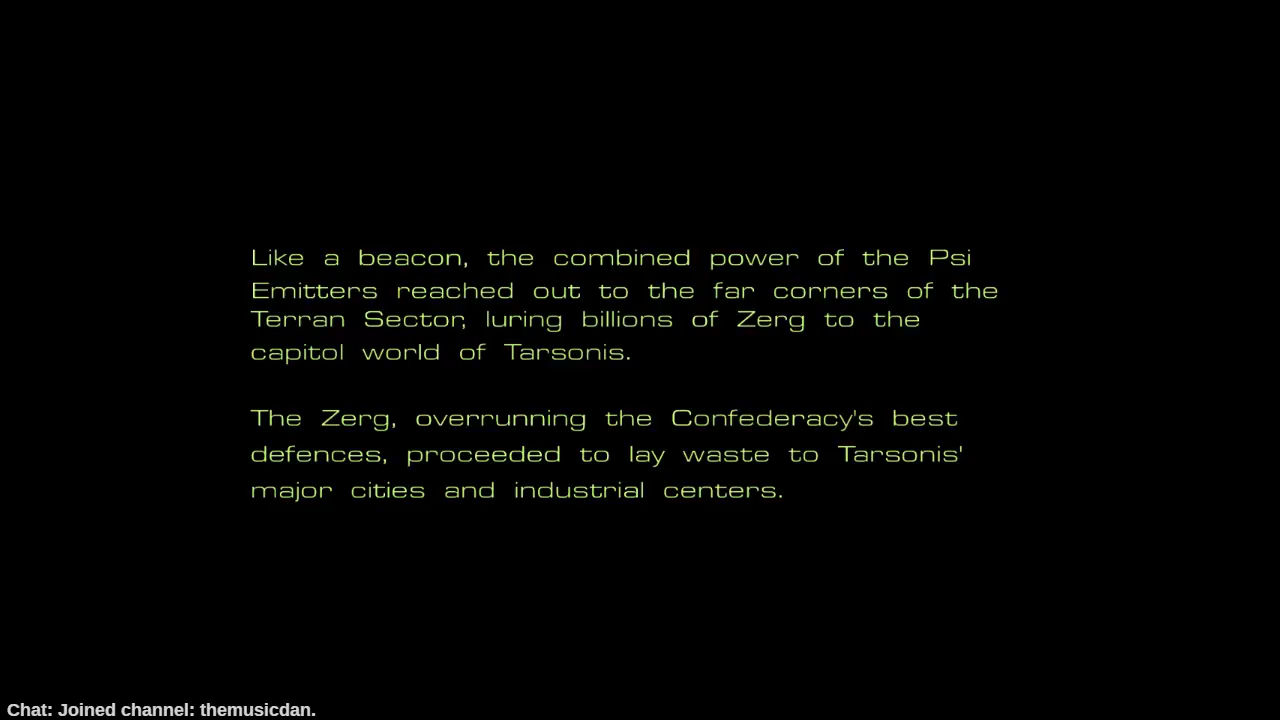 Like a beacon, the combined power of the Psi
Emitters reached out to the far corners of the
Terran Sector, luring billions of Zerg to the
capitol world of Tarsonis.
The Zerg, overrunning the Confederacy's best
defences, proceeded to lay waste to Tarsonis'
major cities and industrial centers.
Chat: Joined channel: themusicdan.